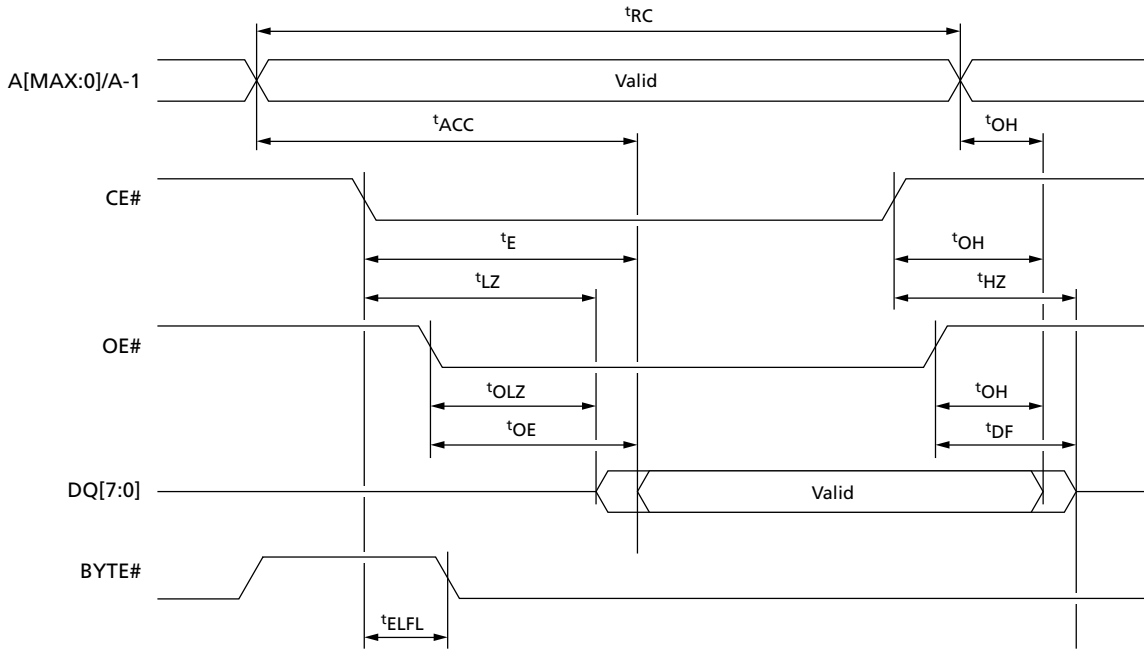 tRC
A[MAX:0]/A-1 Valid
tACC tOH
CE#
tE tOH
tLZ tHZ
OE#
tOLZ tOH
tOE tDF
DQ[7:0] Valid
BYTE#
tELFL